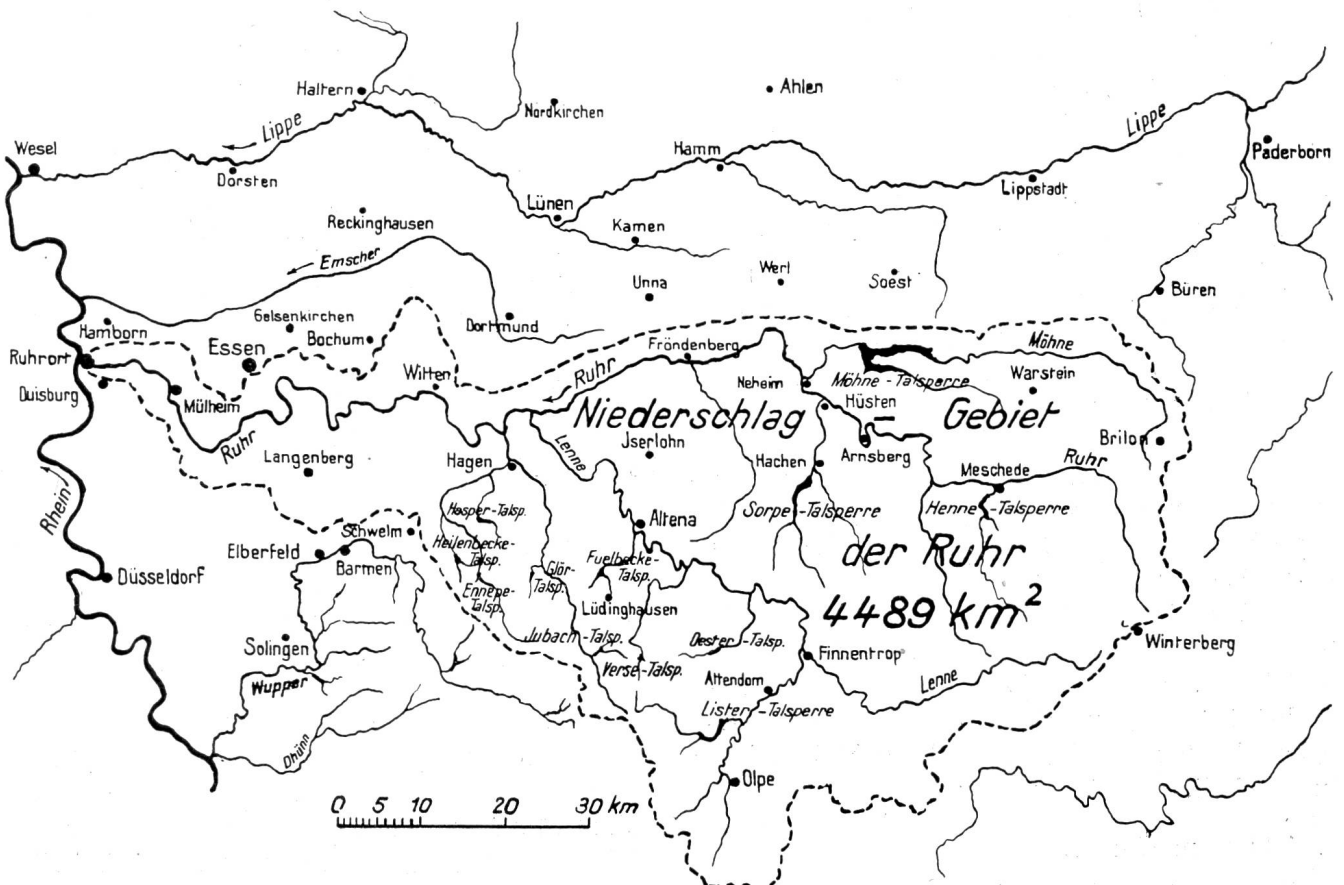 Ahlen
Haltern
Nordkirchen
Lippe
Lippe
Wesel
Hamm
Paderborn
Dorsten
Lippstadt
Lünen
Reckinghausen
Kamen
Emscher
Werl
Soest
Unna
Büren
Hamborn
Gelsenkirchen
Dortmund
Bochum
Essen
Ruhrort
Fröndenberg
Möhne
Duisburg
Mülheim
Witten
Ruhr
Neheim
Möhne-Talsperre
Warstein
Hüsten
Niederschlag – Gebiet
Ruhr
Lenne
Jserlohn
Arnsberg
Brilon
Langenberg
Hagen
Hachen
Meschede
Ruhr
Rhein
Hasper-Talsp.
Altena
Sorpe-Talsperre
Henne-Talsperre
Schwelm
Heilenbecke-
Talsp.
Elberfeld
Barmen
Fuelbecke-
Talsp.
der Ruhr
Glör-
Talsp.
Düsseldorf
Ennepe-
Talsp.
Lüdinghausen
4489 km²
Solingen
Jubach-Talsp.
Oester-Talsp.
Winterberg
Finnentrop
Verse-Talsp.
Wupper
Attendorn
Lenne
Lister-Talsperre
Dhünn
Olpe
0 5 10 20 30 km